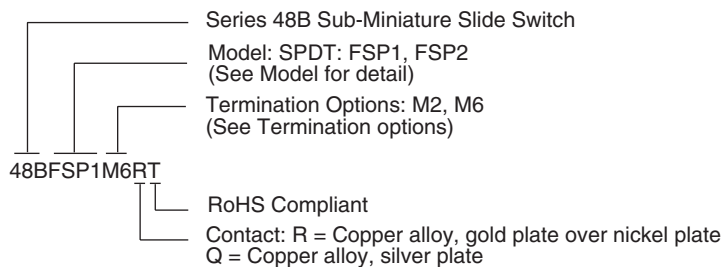 Series 48B Sub-Miniature Slide Switch
Model: SPDT: FSP1, FSP2
(See Model for detail)
Termination Options: M2, M6
(See Termination options)
48BFSP1M6RT
RoHS Compliant
Contact: R = Copper alloy, gold plate over nickel plate
Q = Copper alloy, silver plate